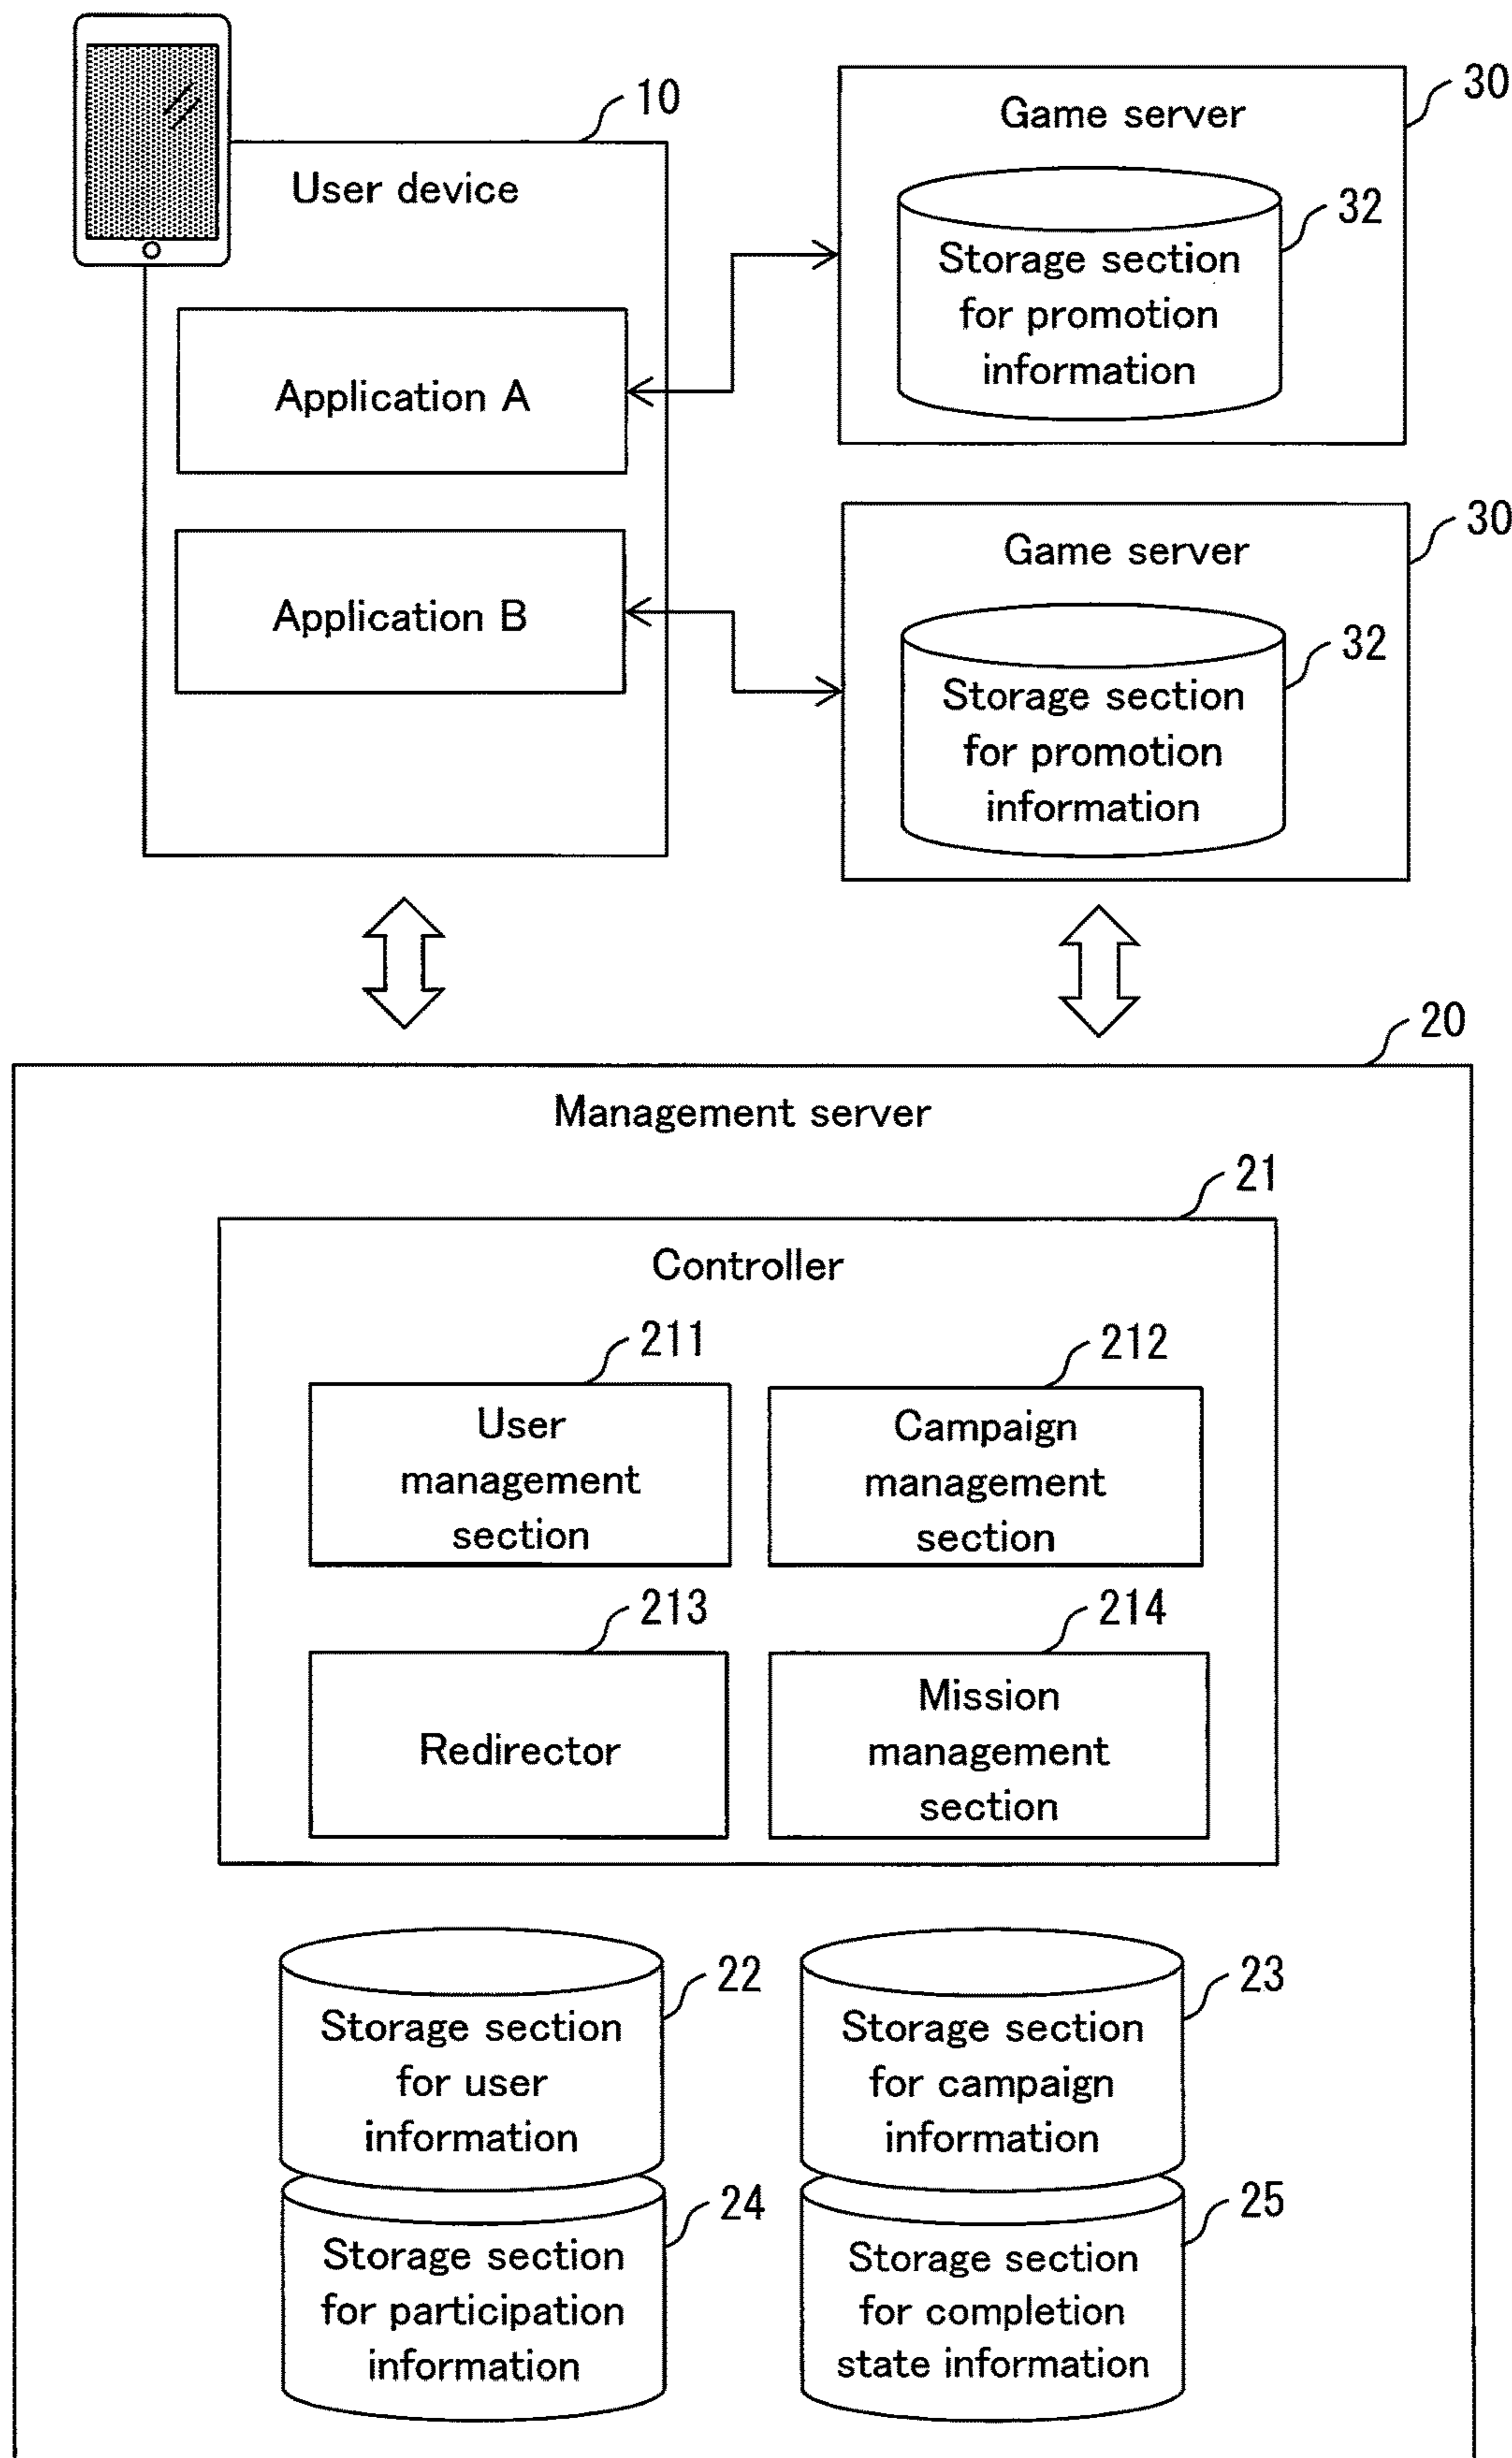 10
User device
Application A
Application B
30
Game server
32
Storage section
for promotion
information
30
Game server
32
Storage section
for promotion
information
20
Management server
21
Controller
211
User
management
section
212
Campaign
management
section
213
Redirector
214
Mission
management
section
22
Storage section
for user
information
23
Storage section
for campaign
information
24
Storage section
for participation
information
25
Storage section
for completion
state information